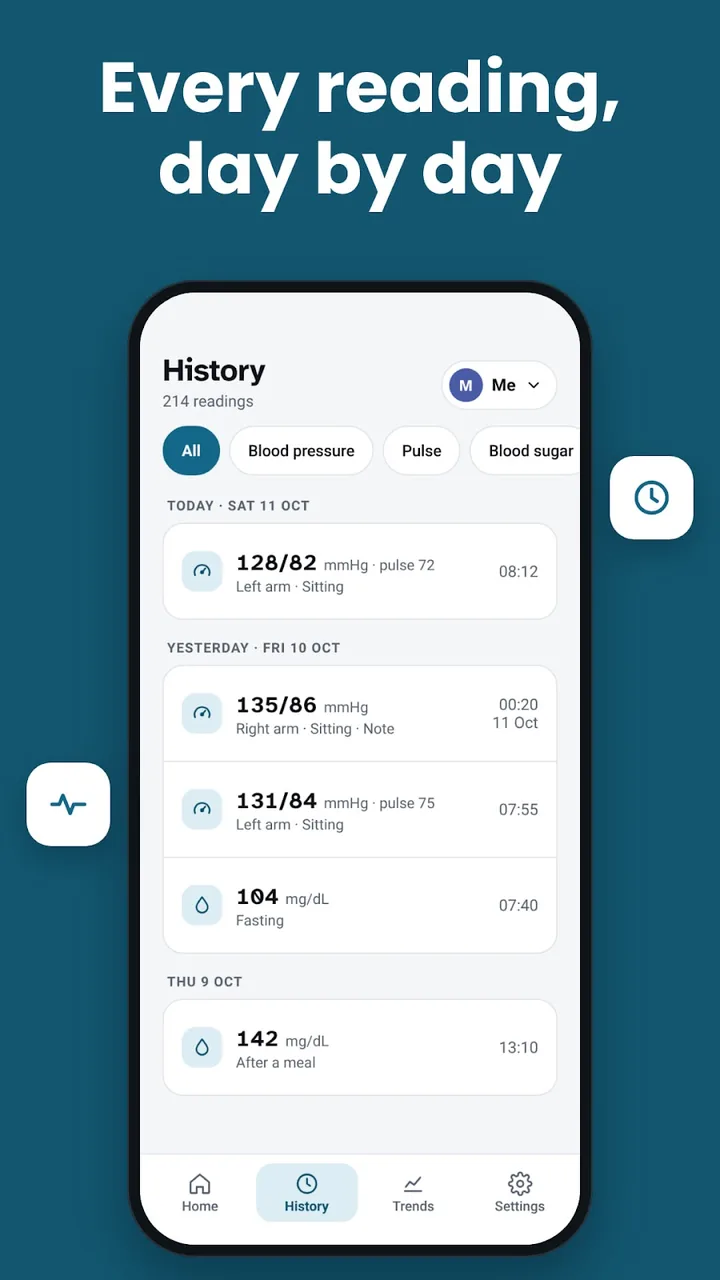 Every reading,
day by day
History
214 readings
M Me
All Blood pressure Pulse Blood sugar
TODAY · SAT 11 OCT
128/82 mmHg · pulse 72
Left arm · Sitting
08:12
YESTERDAY · FRI 10 OCT
135/86 mmHg
Right arm · Sitting · Note
00:20
11 Oct
131/84 mmHg · pulse 75
Left arm · Sitting
07:55
104 mg/dL
Fasting
07:40
THU 9 OCT
142 mg/dL
After a meal
13:10
Home History Trends Settings